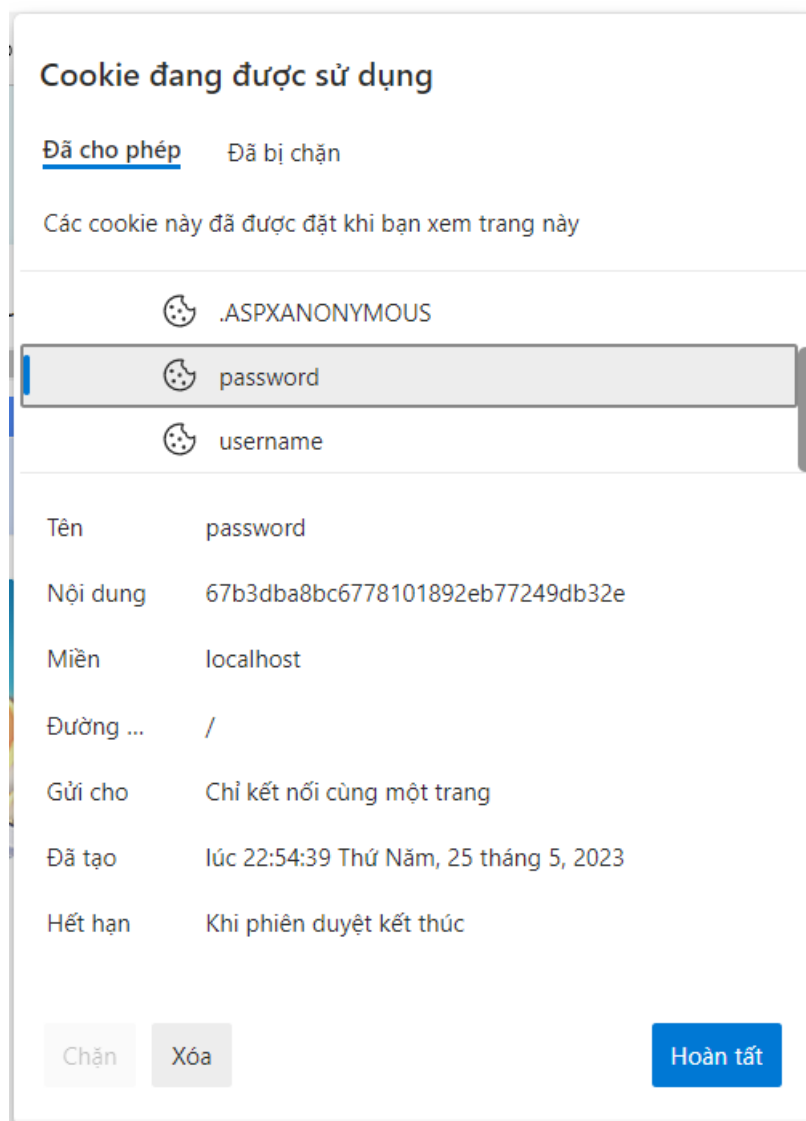 Cookie đang được sử dụng
Đã cho phép Đã bị chặn
Các cookie này đã được đặt khi bạn xem trang này
.ASPXANONYMOUS
password
username
Tên password
Nội dung 67b3dba8bc6778101892eb77249db32e
Miền localhost
Đường ... /
Gửi cho Chỉ kết nối cùng một trang
Đã tạo lúc 22:54:39 Thứ Năm, 25 tháng 5, 2023
Hết hạn Khi phiên duyệt kết thúc
Chặn Xóa Hoàn tất